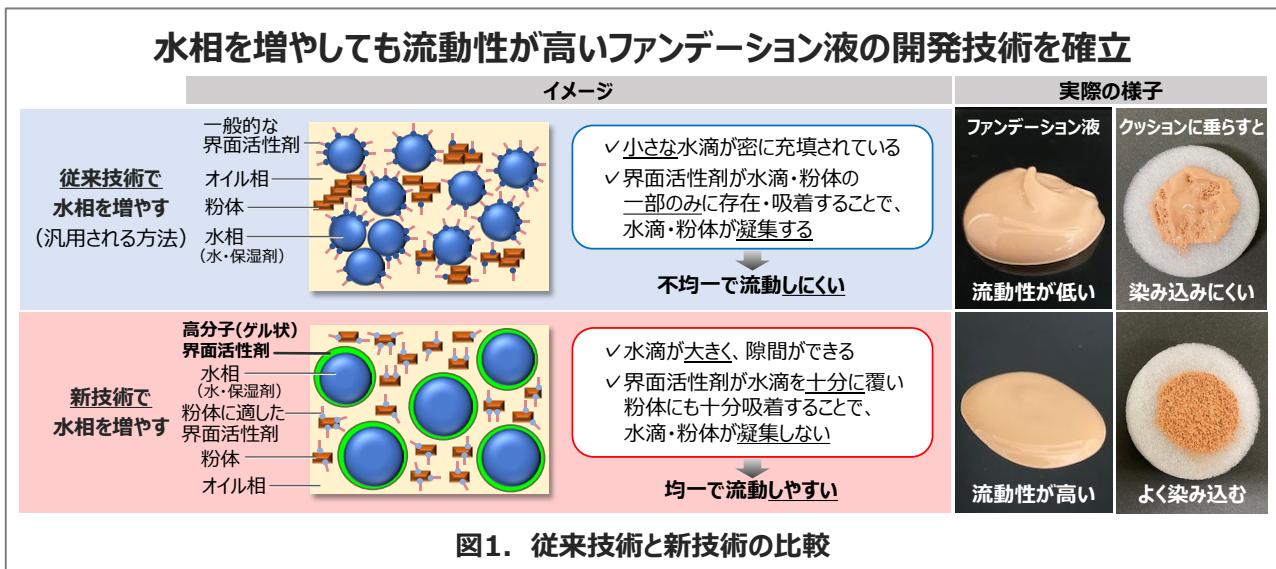 水相を増やしても流動性が高いファンデーション液の開発技術を確立
イメージ
実際の様子
従来技術で
水相を増やす
（汎用される方法）
一般的な
界面活性剤
オイル相
粉体
水相
（水・保湿剤）
✓小さな水滴が密に充填されている
✓界面活性剤が水滴・粉体の
一部のみに存在・吸着することで、
水滴・粉体が凝集する
不均一で流動しにくい
ファンデーション液
流動性が低い
クッションに垂らすと
染み込みにくい
新技術で
水相を増やす
高分子（ゲル状）
界面活性剤
水相
（水・保湿剤）
粉体に適した
界面活性剤
粉体
オイル相
✓水滴が大きく、隙間ができる
✓界面活性剤が水滴を十分に覆い
粉体にも十分吸着することで、
水滴・粉体が凝集しない
均一で流動しやすい
流動性が高い
よく染み込む
図1．従来技術と新技術の比較